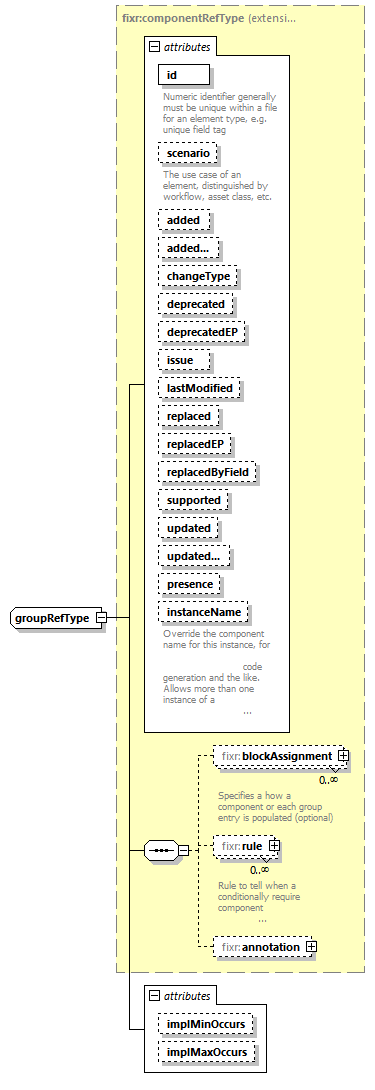 fixr:componentRefType (extensi...
attributes
id
Numeric identifier generally
must be unique within a file
for an element type, e.g.
unique field tag
scenario
The use case of an
element, distinguished by
workflow, asset class, etc.
added
added...
changeType
deprecated
deprecatedEP
issue
lastModified
replaced
replacedEP
replacedByField
supported
updated
updated...
presence
instanceName
Override the component
name for this instance, for
code
generation and the like.
Allows more than one
instance of a
...
groupRefType
fixr:blockAssignment
0..∞
Specifies a how a
component or each group
entry is populated (optional)
fixr:rule
0..∞
Rule to tell when a
conditionally require
component
...
fixr:annotation
attributes
implMinOccurs
implMaxOccurs